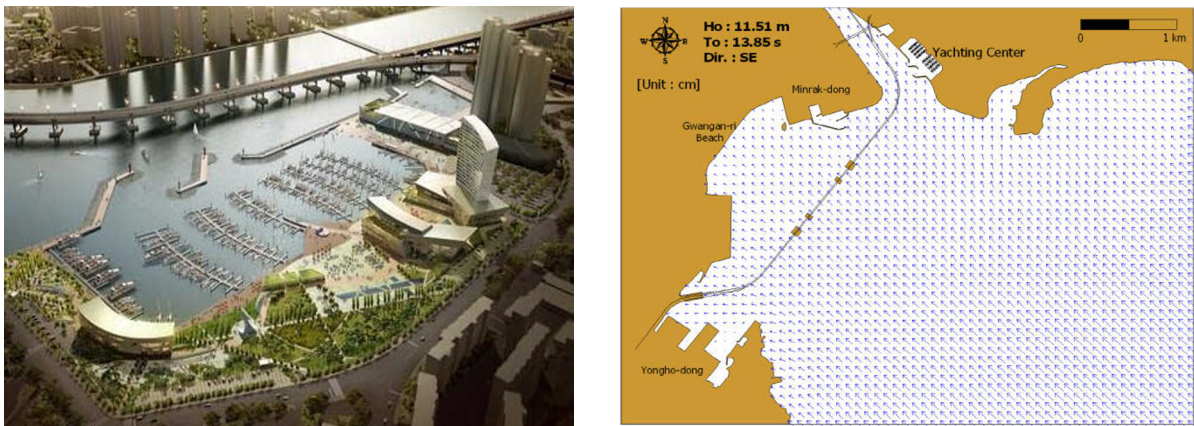 N
W E
S
Ho : 11.51 m
To : 13.85 s
Dir. : SE
[Unit : cm]
0 1 km
Yachting Center
Minrak-dong
Gwangan-ri
Beach
Yongho-dong